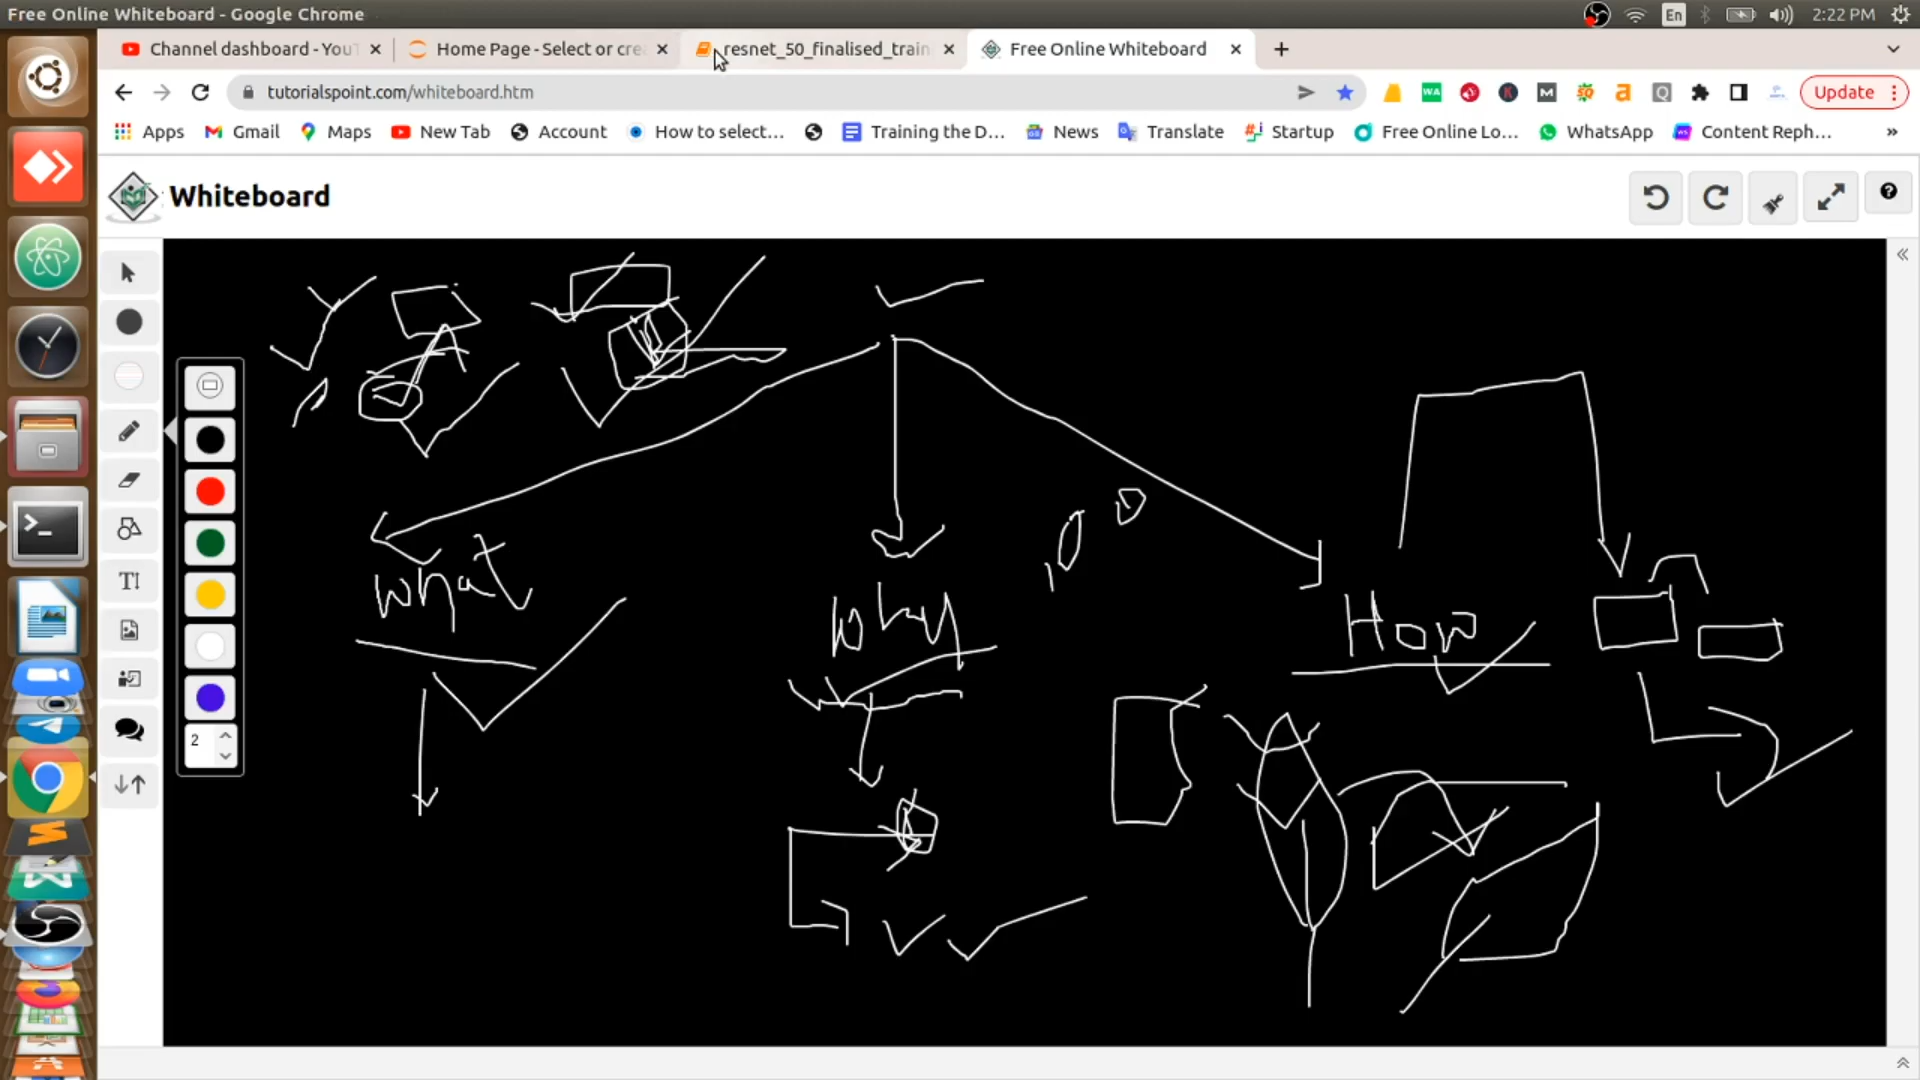 Free Online Whiteboard - Google Chrome
En
2:22 PM
Channel dashboard - YouT
Home Page - Select or cre
resnet_50_finalised_train
Free Online Whiteboard
tutorialspoint.com/whiteboard.htm
Update
Apps
Gmail
Maps
New Tab
Account
How to select...
Training the D...
News
Translate
Startup
Free Online Lo...
WhatsApp
Content Reph...
Whiteboard
what
why
How
2